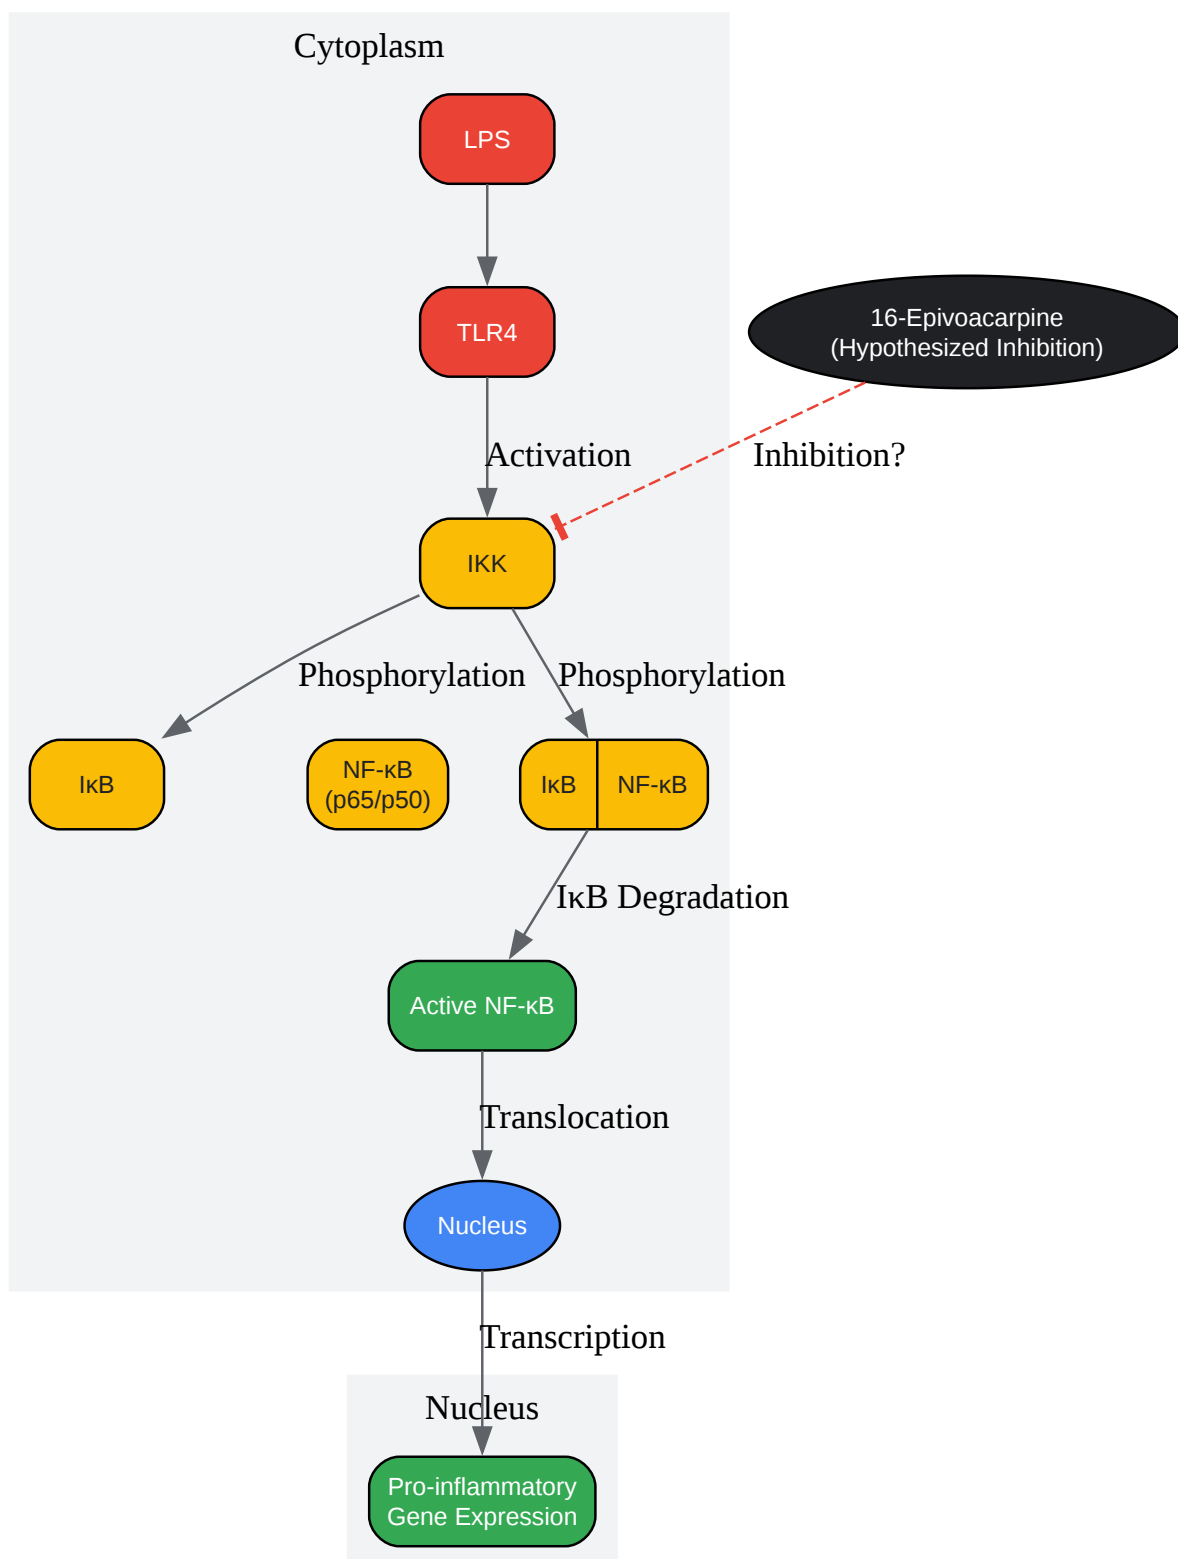 Cytoplasm
LPS
TLR4
16-Epivoacarpine
(Hypothesized Inhibition)
Activation
Inhibition?
IKK
Phosphorylation
Phosphorylation
IκB
NF-κB
(p65/p50)
IκB
NF-κB
IκB Degradation
Active NF-κB
Translocation
Nucleus
Transcription
Nucleus
Pro-inflammatory
Gene Expression